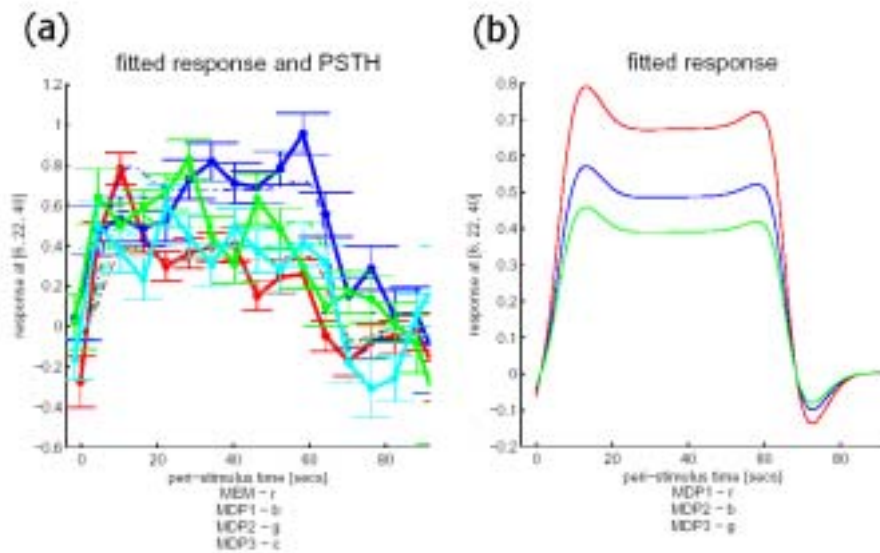 (a)
fitted response and PSTH
1.2
1
0.8
0.6
0.4
0.2
0
-0.2
-0.4
-0.6
response at [6, 22, 40]
0
20
40
60
80
peri-stimulus time [secs]
MEM - r
MDP1 - b
MDP2 - g
MDP3 - c
(b)
fitted response
0.8
0.7
0.6
0.5
0.4
0.3
0.2
0.1
0
-0.1
-0.2
response at [6, 22, 40]
0
20
40
60
80
peri-stimulus time [secs]
MDP1 - r
MDP2 - b
MDP3 - g